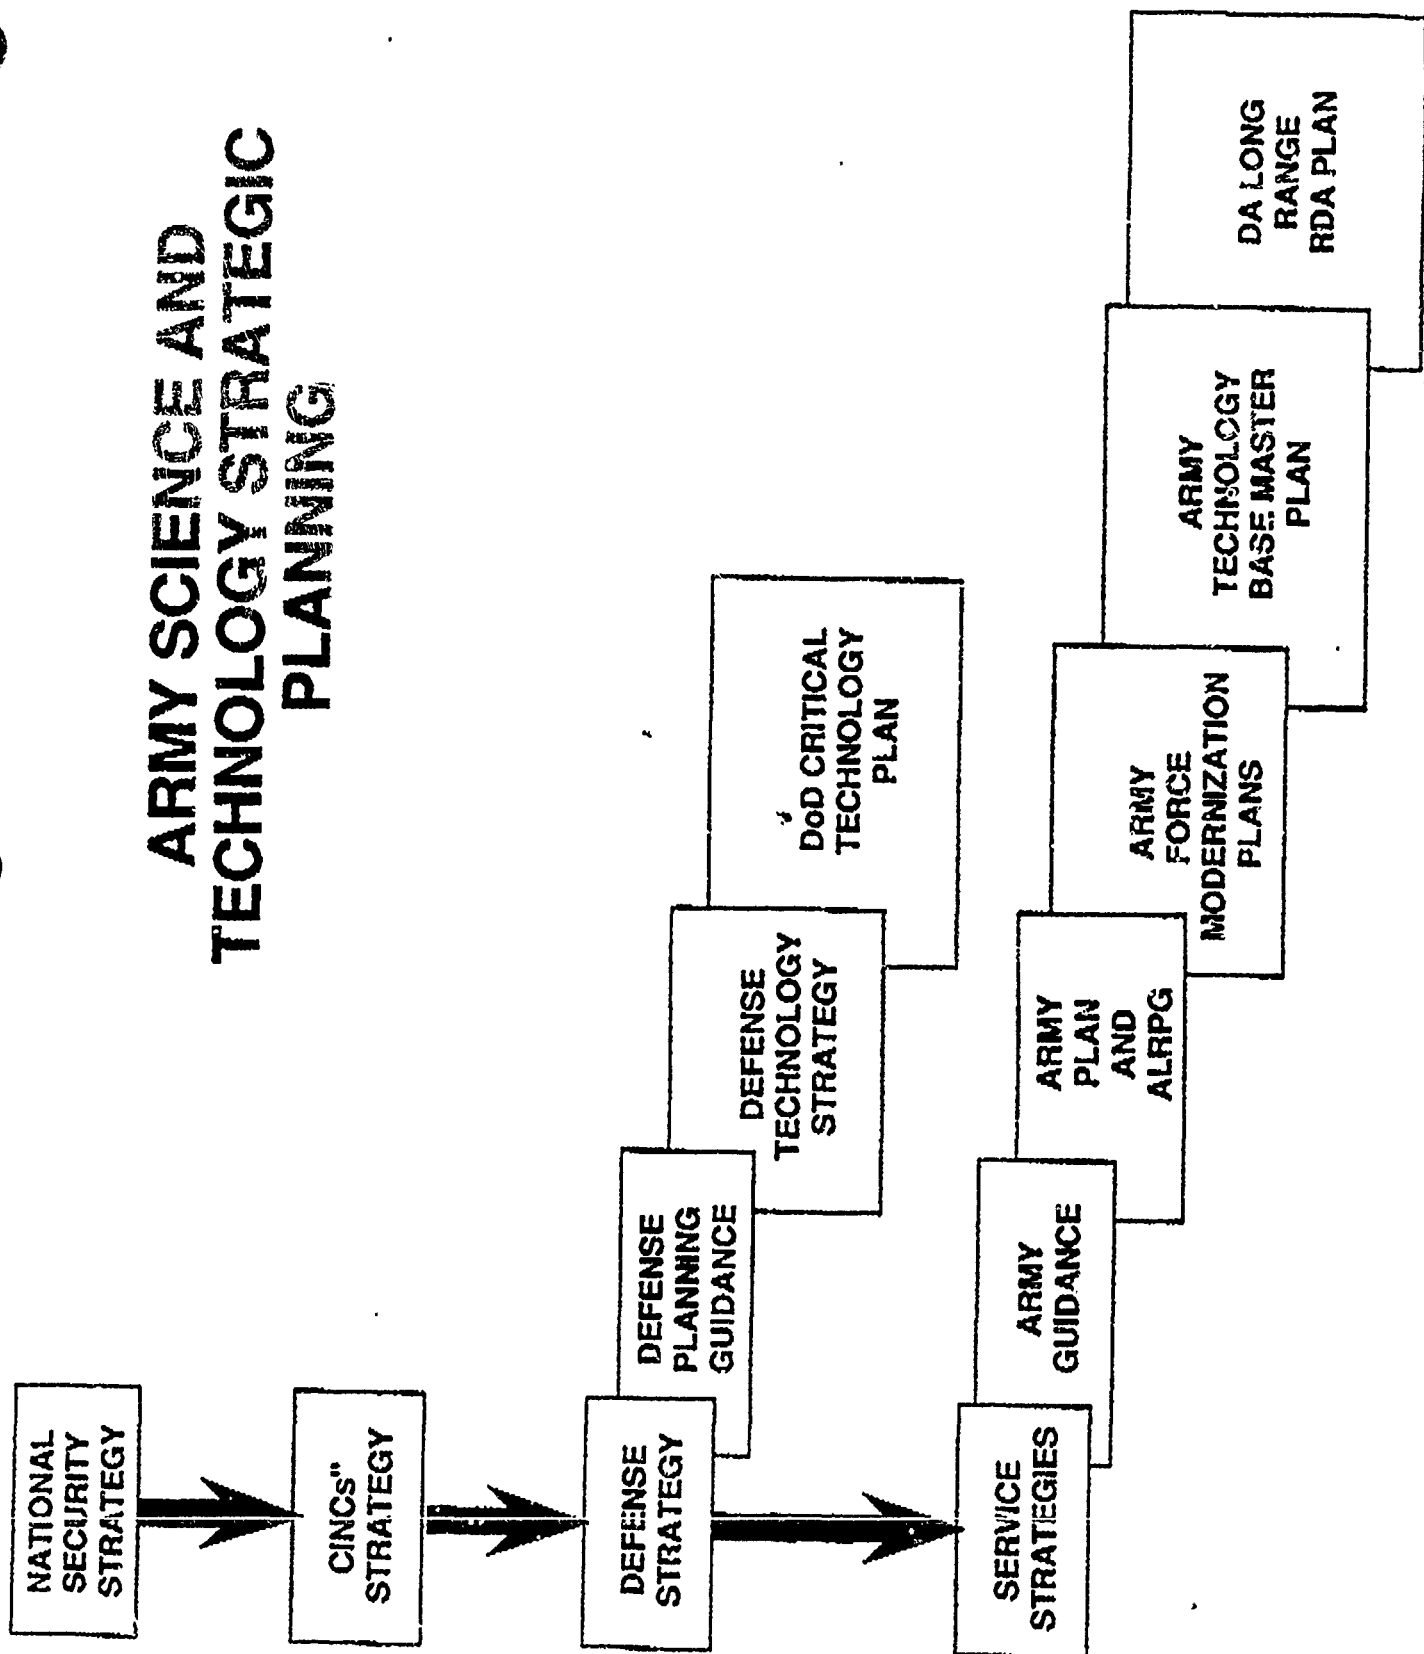 ARMY SCIENCE AND
TECHNOLOGY STRATEGIC
PLANNING
NATIONAL
SECURITY
STRATEGY
CINCs"
STRATEGY
DEFENSE
STRATEGY
DEFENSE
PLANNING
GUIDANCE
DEFENSE
TECHNOLOGY
STRATEGY
DoD CRITICAL
TECHNOLOGY
PLAN
SERVICE
STRATEGIES
ARMY
GUIDANCE
ARMY
PLAN
AND
ALRPG
ARMY
FORCE
MODERNIZATION
PLANS
ARMY
TECHNOLOGY
BASE MASTER
PLAN
DA LONG
RANGE
RDA PLAN